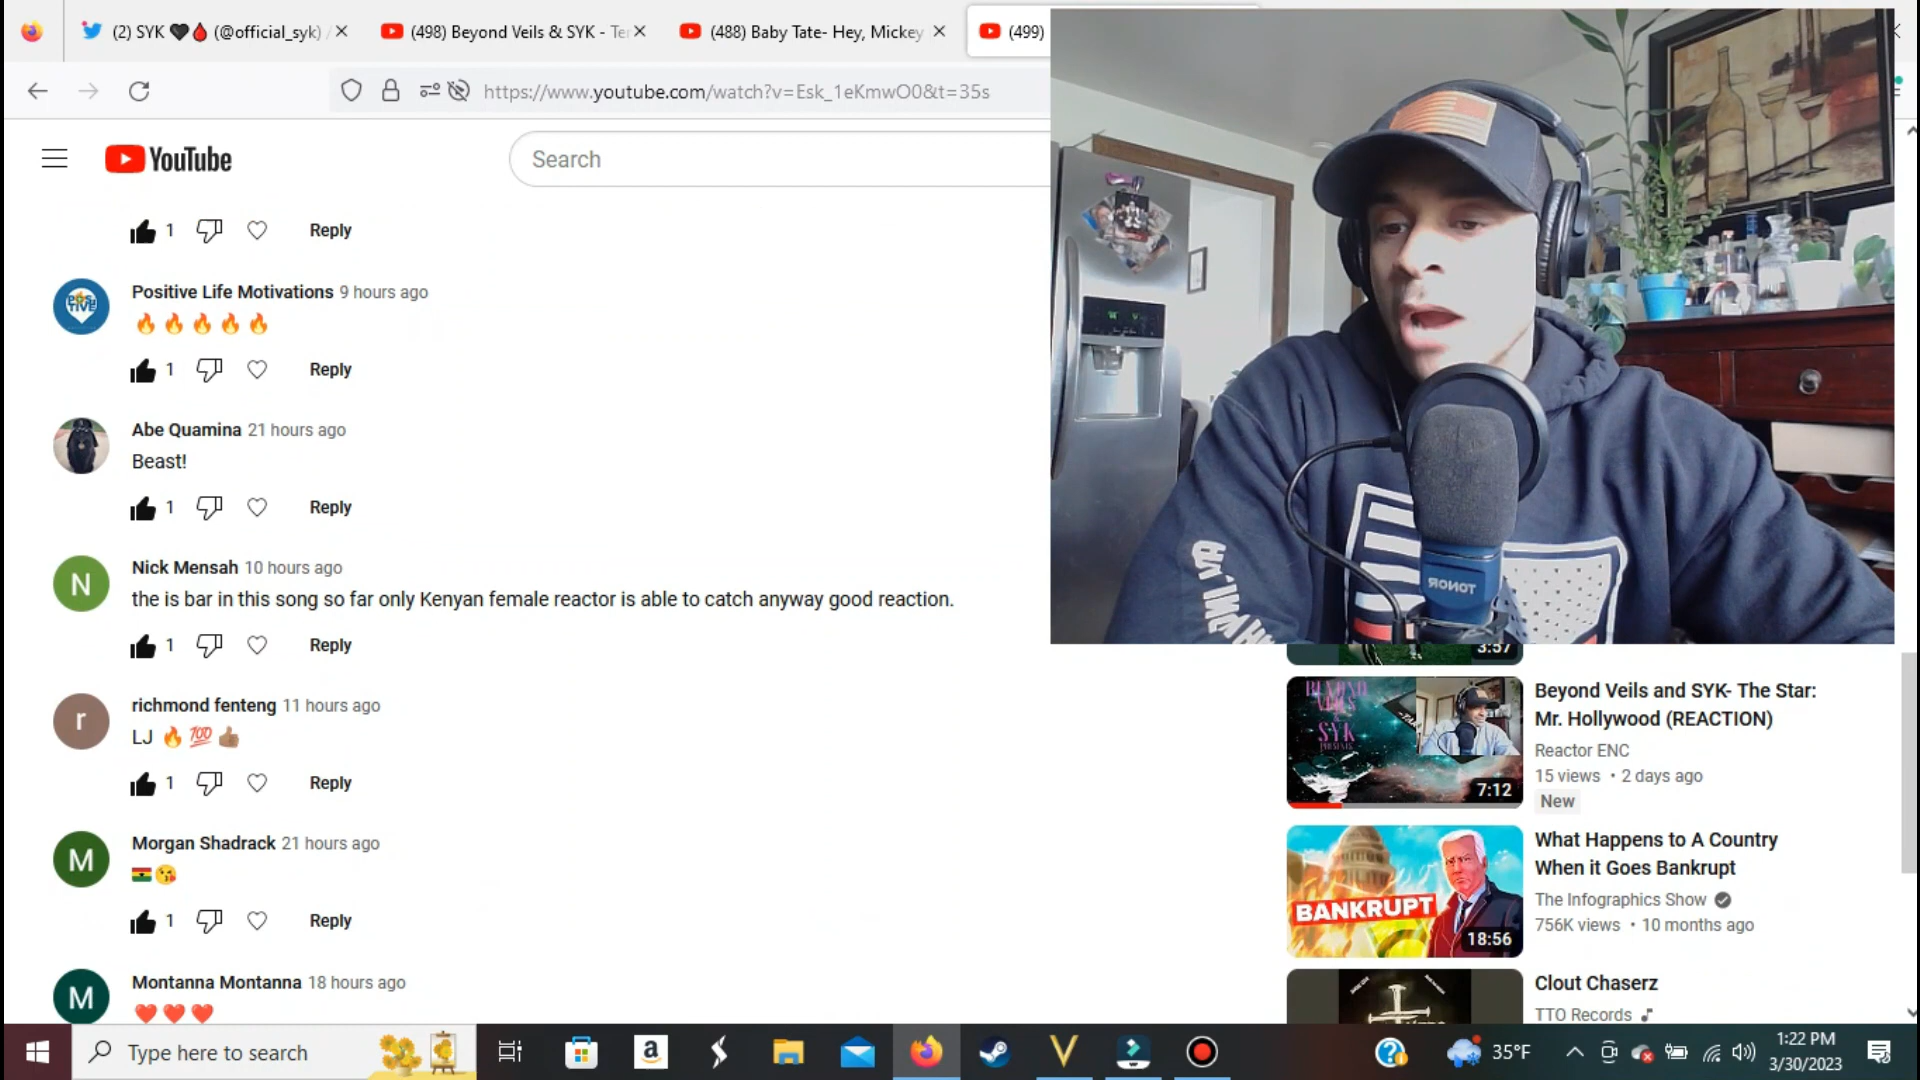 (2) SYK 🖤🩸 (@official_syk) /
(498) Beyond Veils & SYK - Te
(488) Baby Tate- Hey, Mickey
(499)
https://www.youtube.com/watch?v=Esk_1eKmwO0&t=35s
YouTube
Search
1 Reply
Positive Life Motivations 9 hours ago
🔥🔥🔥🔥🔥
1 Reply
Abe Quamina 21 hours ago
Beast!
1 Reply
N
Nick Mensah 10 hours ago
the is bar in this song so far only Kenyan female reactor is able to catch anyway good reaction.
1 Reply
r
richmond fenteng 11 hours ago
LJ 🔥💯👍🏽
1 Reply
M
Morgan Shadrack 21 hours ago
🇬🇭😘
1 Reply
M
Montanna Montanna 18 hours ago
❤️❤️❤️
TONOR
3:57
BEYOND
VEILS
&
SYK
PRESENTS
7:12
Beyond Veils and SYK- The Star:
Mr. Hollywood (REACTION)
Reactor ENC
15 views • 2 days ago
New
BANKRUPT
18:56
What Happens to A Country
When it Goes Bankrupt
The Infographics Show
756K views • 10 months ago
Clout Chaserz
TTO Records
Type here to search
35°F
1:22 PM
3/30/2023